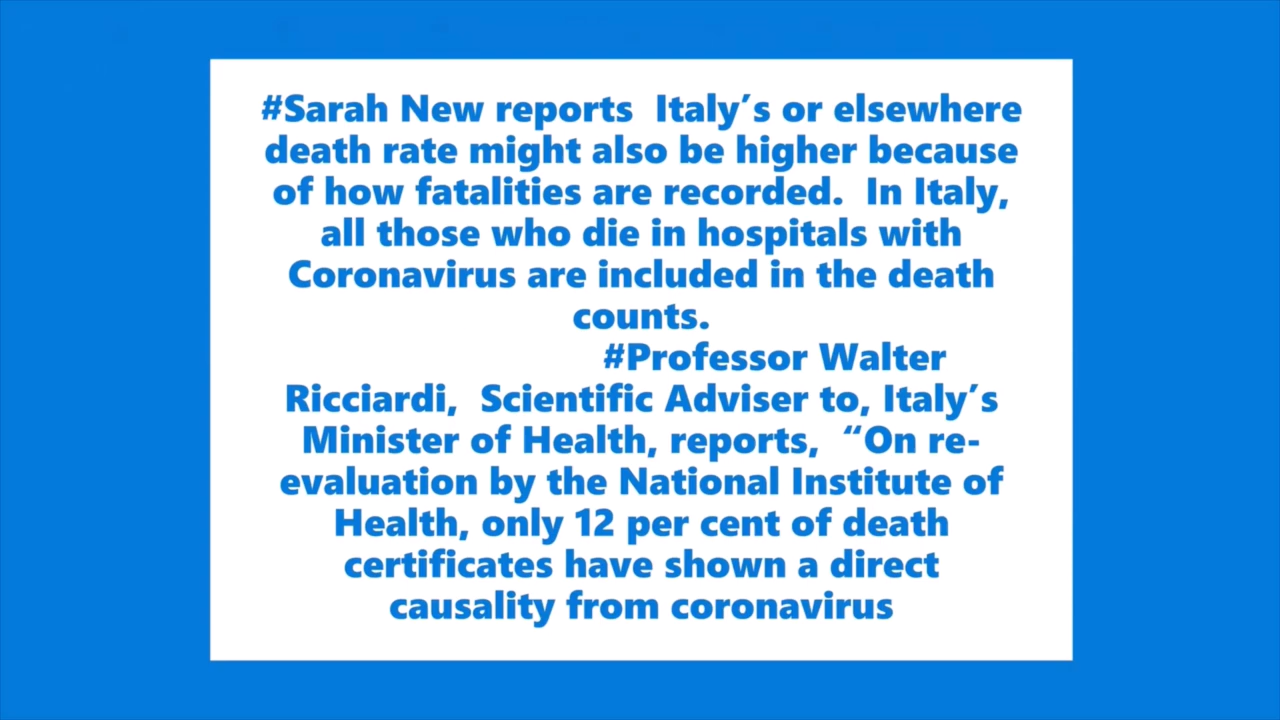 #Sarah New reports  Italy’s or elsewhere
death rate might also be higher because
of how fatalities are recorded.  In Italy,
all those who die in hospitals with
Coronavirus are included in the death
counts.
#Professor Walter
Ricciardi,  Scientific Adviser to, Italy’s
Minister of Health, reports,  “On re-
evaluation by the National Institute of
Health, only 12 per cent of death
certificates have shown a direct
causality from coronavirus